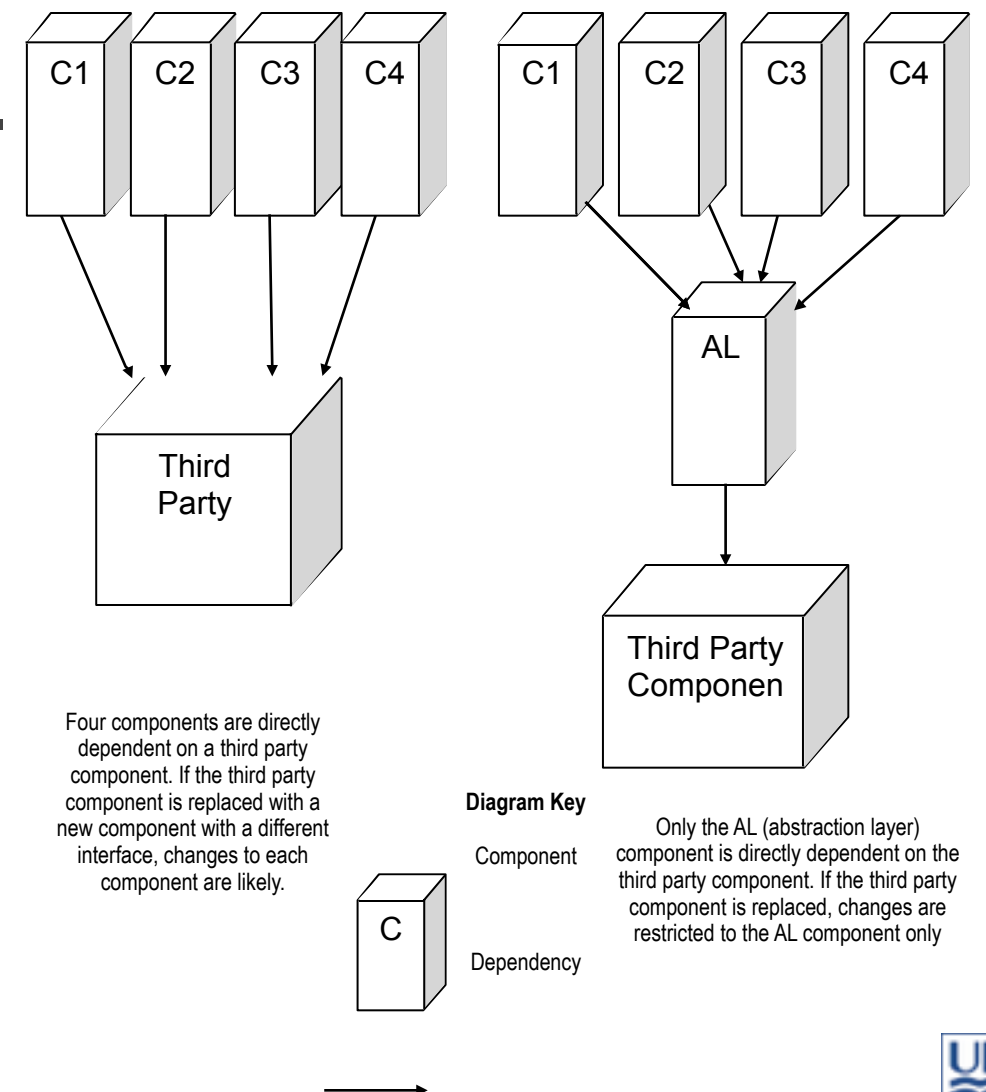 C1
C2
C3
C4
C1
C2
C3
C4
AL
Third
Party
Third Party
Componen
Four components are directly
dependent on a third party
component. If the third party
component is replaced with a
new component with a different
interface, changes to each
component are likely.
Diagram Key
Component
C
Dependency
Only the AL (abstraction layer)
component is directly dependent on the
third party component. If the third party
component is replaced, changes are
restricted to the AL component only